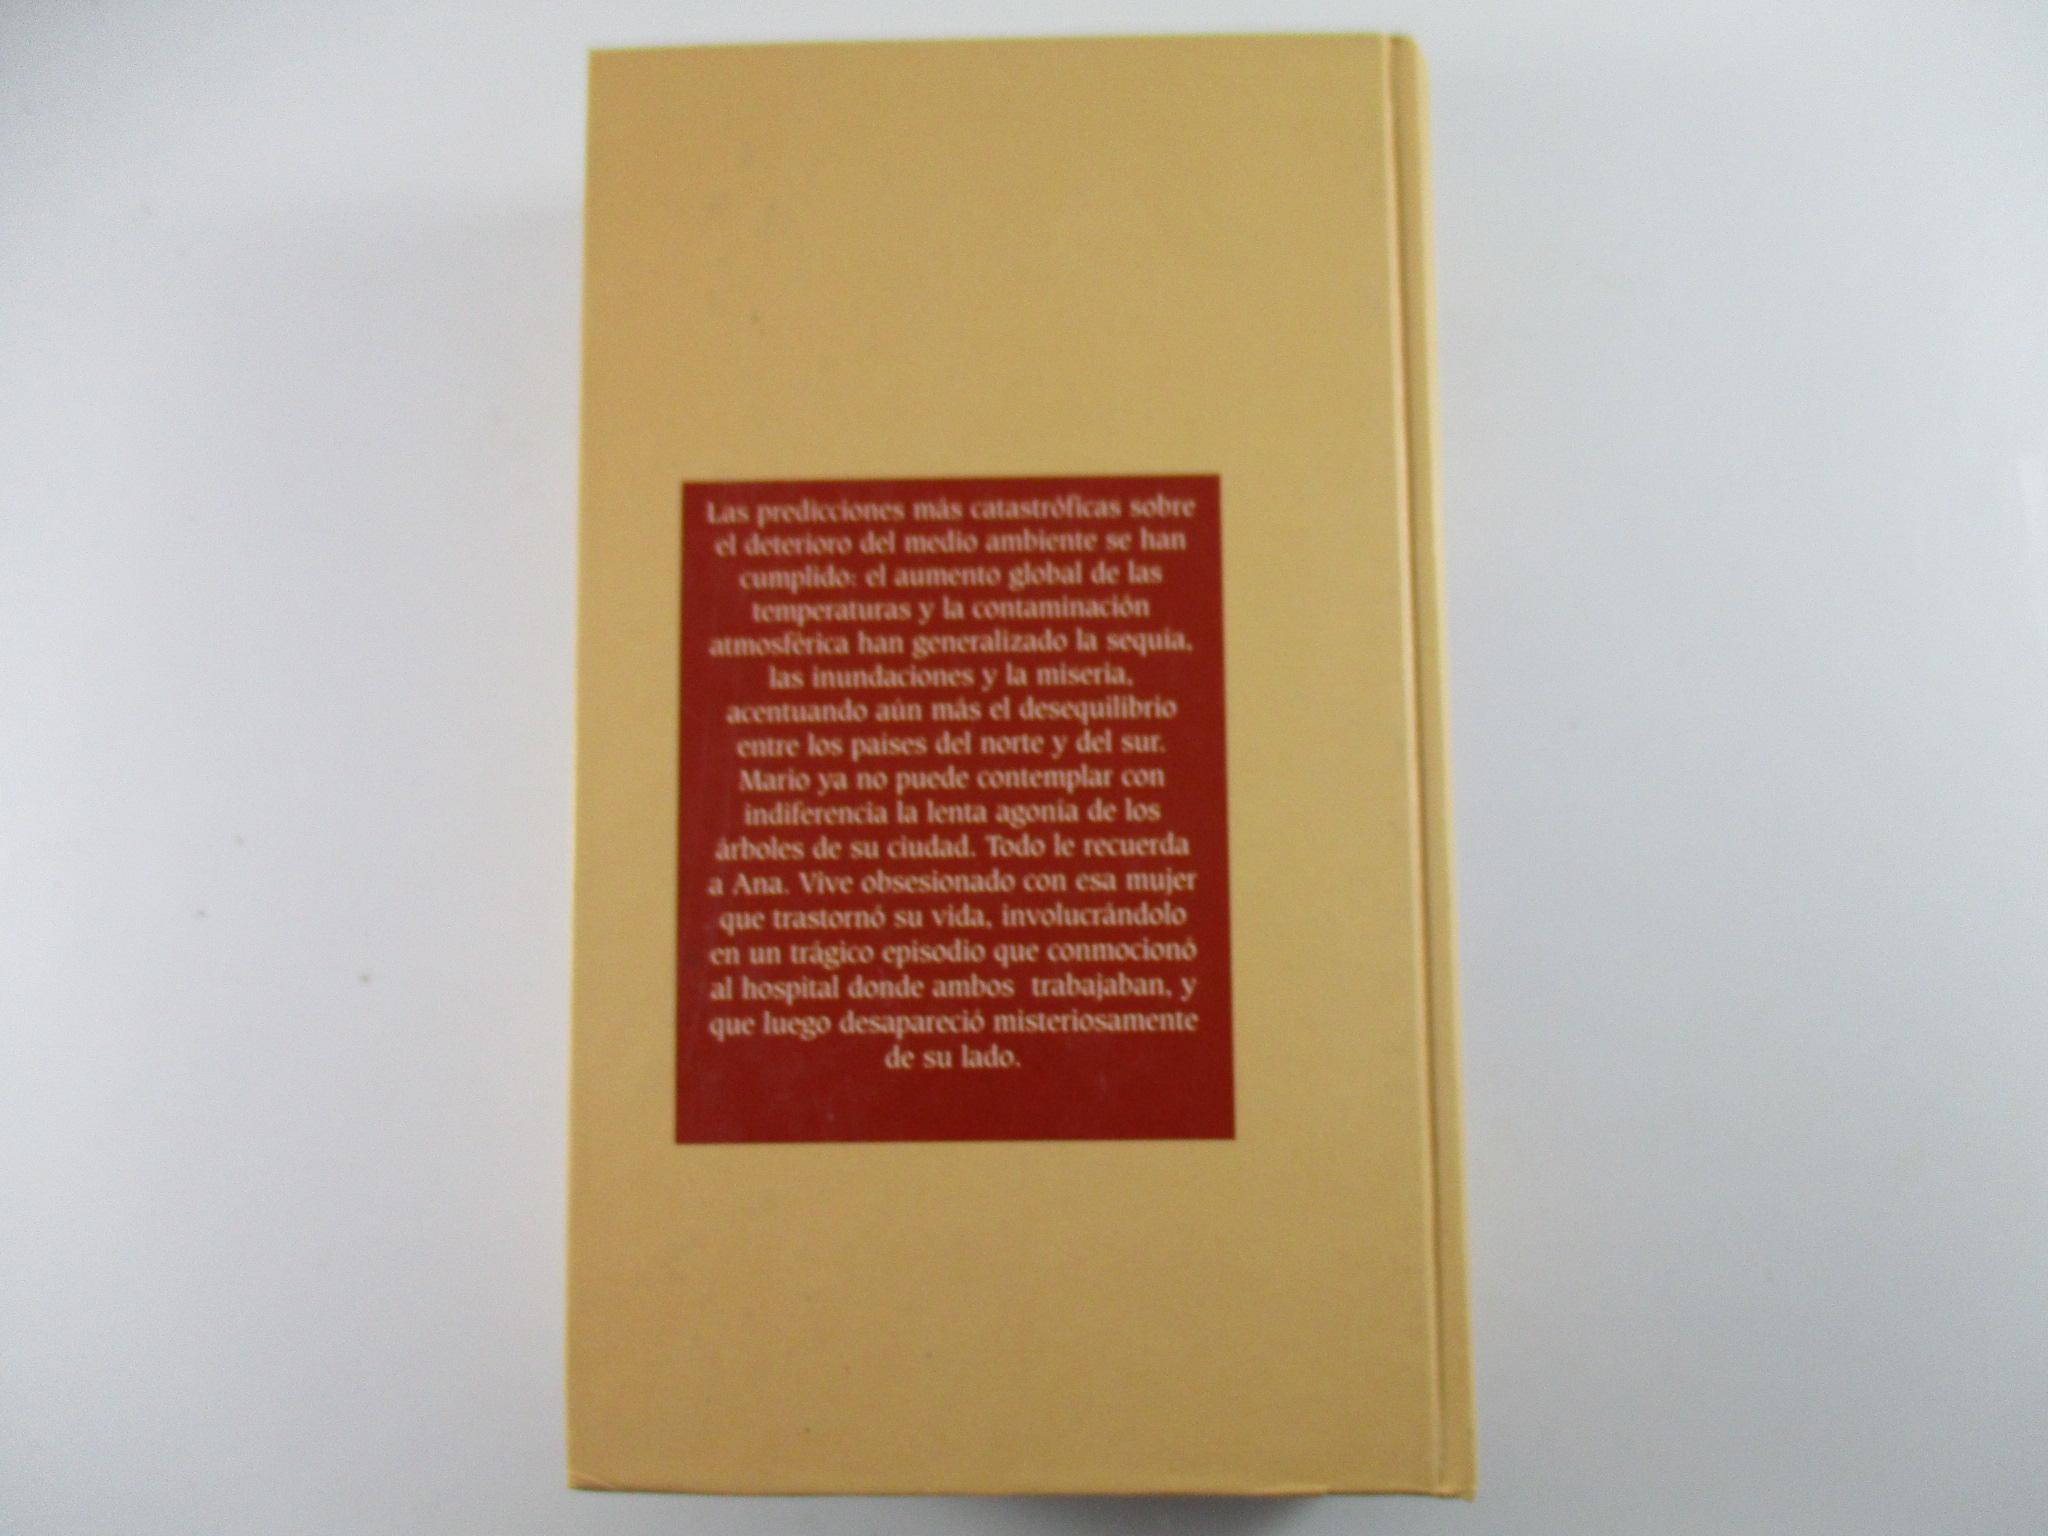 Las predicciones más catastróficas sobre
el deterioro del medio ambiente se han
cumplido: el aumento global de las
temperaturas y la contaminación
atmosférica han generalizado la sequía,
las inundaciones y la miseria,
acentuando aún más el desequilibrio
entre los países del norte y del sur.
Mario ya no puede contemplar con
indiferencia la lenta agonía de los
árboles de su ciudad. Todo le recuerda
a Ana. Vive obsesionado con esa mujer
que trastornó su vida, involucrándolo
en un trágico episodio que conmocionó
al hospital donde ambos trabajaban, y
que luego desapareció misteriosamente
de su lado.